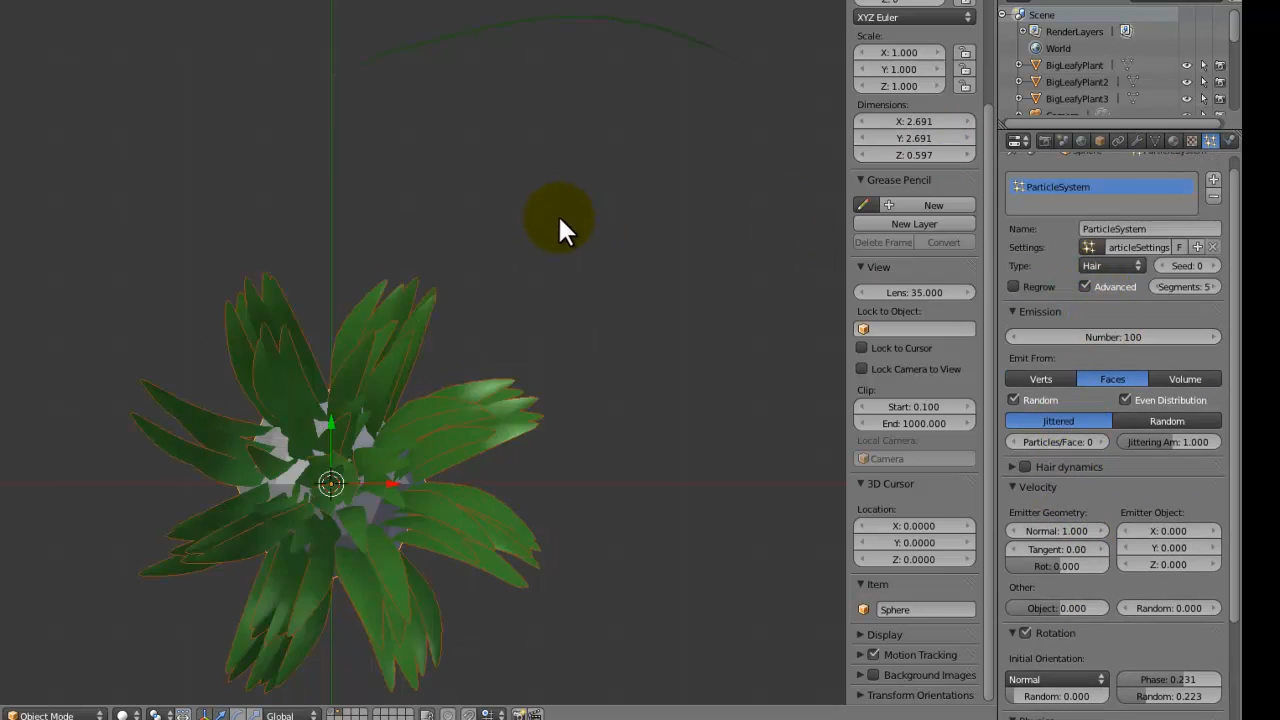 XYZ Euler
Scale:
X: 1.000
Y: 1.000
Z: 1.000
Dimensions:
X: 2.691
Y: 2.691
Z: 0.597
Grease Pencil
New
New Layer
Delete Frame Convert
View
Lens: 35.000
Lock to Object:
Lock to Cursor
Lock Camera to View
Clip:
Start: 0.100
End: 1000.000
Local Camera:
Camera
3D Cursor
Location:
X: 0.0000
Y: 0.0000
Z: 0.0000
Item
Sphere
Display
Motion Tracking
Background Images
Transform Orientations
Scene
RenderLayers
World
BigLeafyPlant
BigLeafyPlant2
BigLeafyPlant3
ParticleSystem
Name: ParticleSystem
Settings: articleSettings F
Type: Hair Seed: 0
Regrow Advanced Segments: 5
Emission
Number: 100
Emit From:
Verts Faces Volume
Random Even Distribution
Jittered Random
Particles/Face: 0 Jittering Am: 1.000
Hair dynamics
Velocity
Emitter Geometry: Emitter Object:
Normal: 1.000 X: 0.000
Tangent: 0.00 Y: 0.000
Rot: 0.000 Z: 0.000
Other:
Object: 0.000 Random: 0.000
Rotation
Initial Orientation:
Normal Phase: 0.231
Random: 0.000 Random: 0.223
Object Mode Global